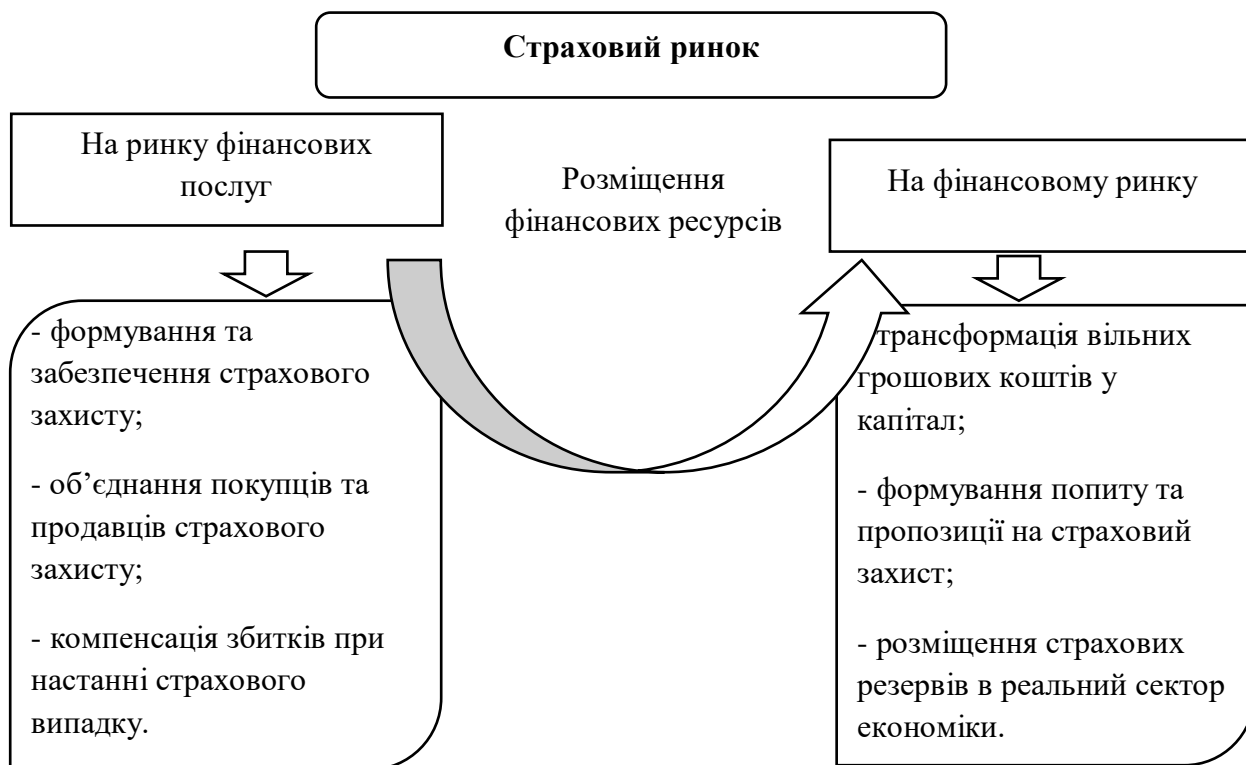 Страховий ринок
На ринку фінансових
послуг
Розміщення
фінансових ресурсів
На фінансовому ринку
- формування та
забезпечення страхового
захисту;
- об’єднання покупців та
продавців страхового
захисту;
- компенсація збитків при
настанні страхового
випадку.
трансформація вільних
грошових коштів у
капітал;
- формування попиту та
пропозиції на страховий
захист;
- розміщення страхових
резервів в реальний сектор
економіки.